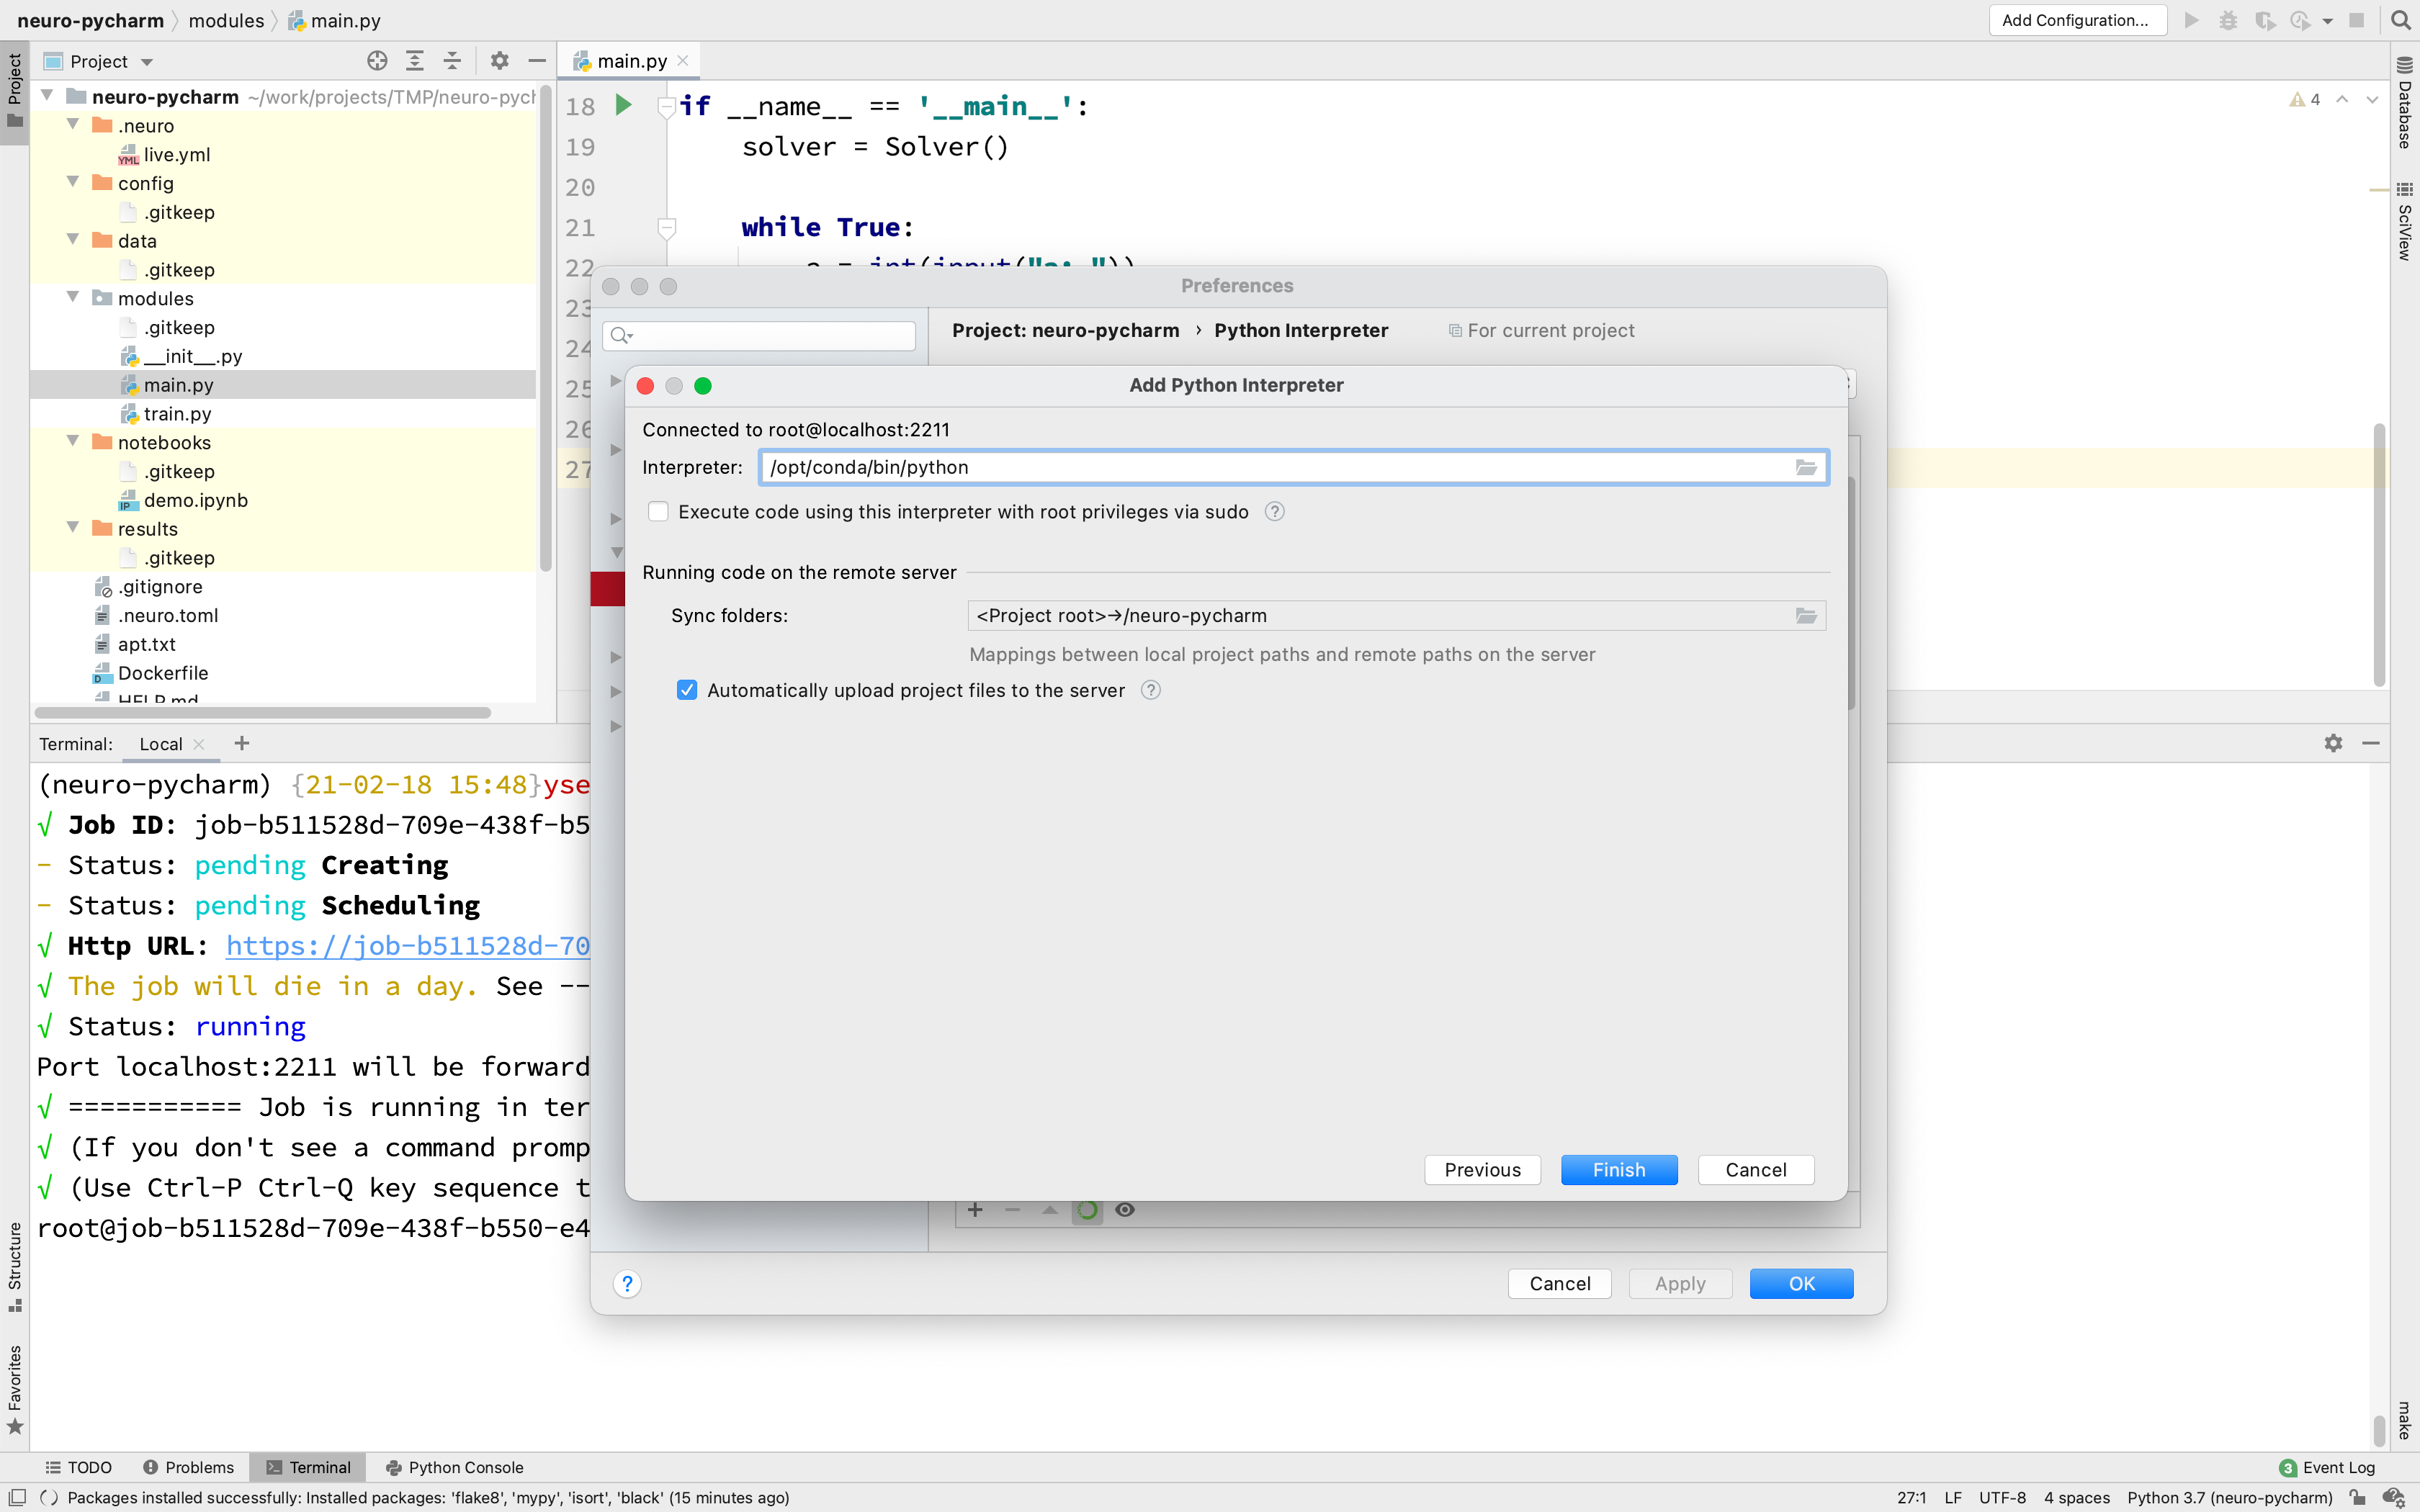 neuro-pycharm modules main.py
Add Configuration...
Project
Project
neuro-pycharm ~/work/projects/TMP/neuro-pych
.neuro
live.yml
config
.gitkeep
data
.gitkeep
modules
.gitkeep
__init__.py
main.py
train.py
notebooks
.gitkeep
demo.ipynb
results
.gitkeep
.gitignore
.neuro.toml
apt.txt
Dockerfile
HELP.md
main.py
18 if __name__ == '__main__':
19 solver = Solver()
20
21 while True:
22 a = int(input("a: "))
23
24
25
26
27
4
Database
SciView
Preferences
Project: neuro-pycharm › Python Interpreter For current project
Add Python Interpreter
Connected to root@localhost:2211
Interpreter: /opt/conda/bin/python
Execute code using this interpreter with root privileges via sudo ?
Running code on the remote server
Sync folders: <Project root>→/neuro-pycharm
Mappings between local project paths and remote paths on the server
Automatically upload project files to the server ?
Previous Finish Cancel
? Cancel Apply OK
Terminal: Local
(neuro-pycharm) {21-02-18 15:48}yse
√ Job ID: job-b511528d-709e-438f-b5
- Status: pending Creating
- Status: pending Scheduling
√ Http URL: https://job-b511528d-70
√ The job will die in a day. See --
√ Status: running
Port localhost:2211 will be forward
√ =========== Job is running in ter
√ (If you don't see a command promp
√ (Use Ctrl-P Ctrl-Q key sequence t
root@job-b511528d-709e-438f-b550-e4
Structure
Favorites
make
TODO Problems Terminal Python Console
3 Event Log
Packages installed successfully: Installed packages: 'flake8', 'mypy', 'isort', 'black' (15 minutes ago)
27:1 LF UTF-8 4 spaces Python 3.7 (neuro-pycharm)